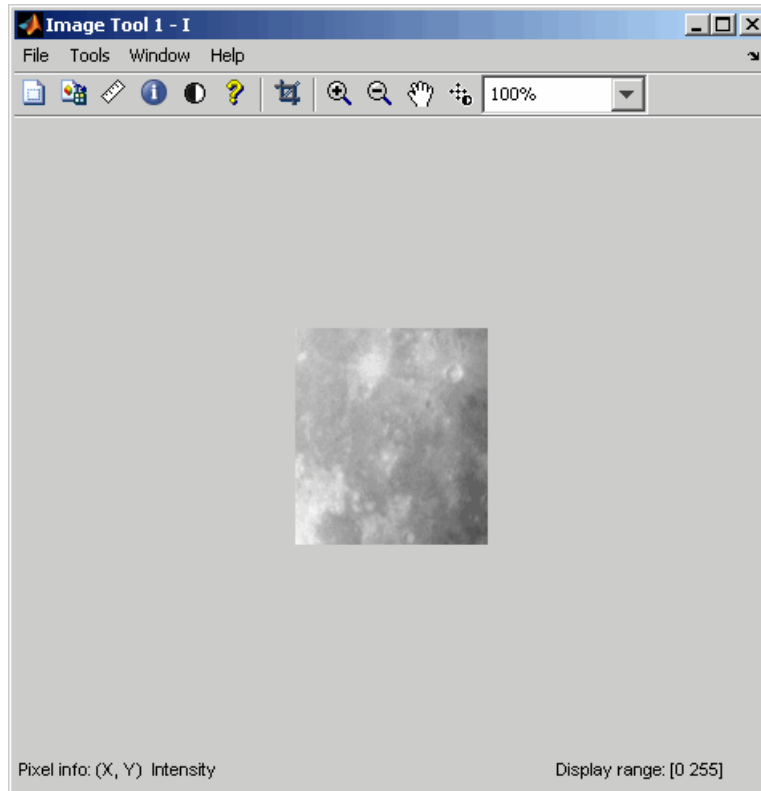 Image Tool 1 - I
File Tools Window Help
100%
Pixel info: (X, Y) Intensity Display range: [0 255]